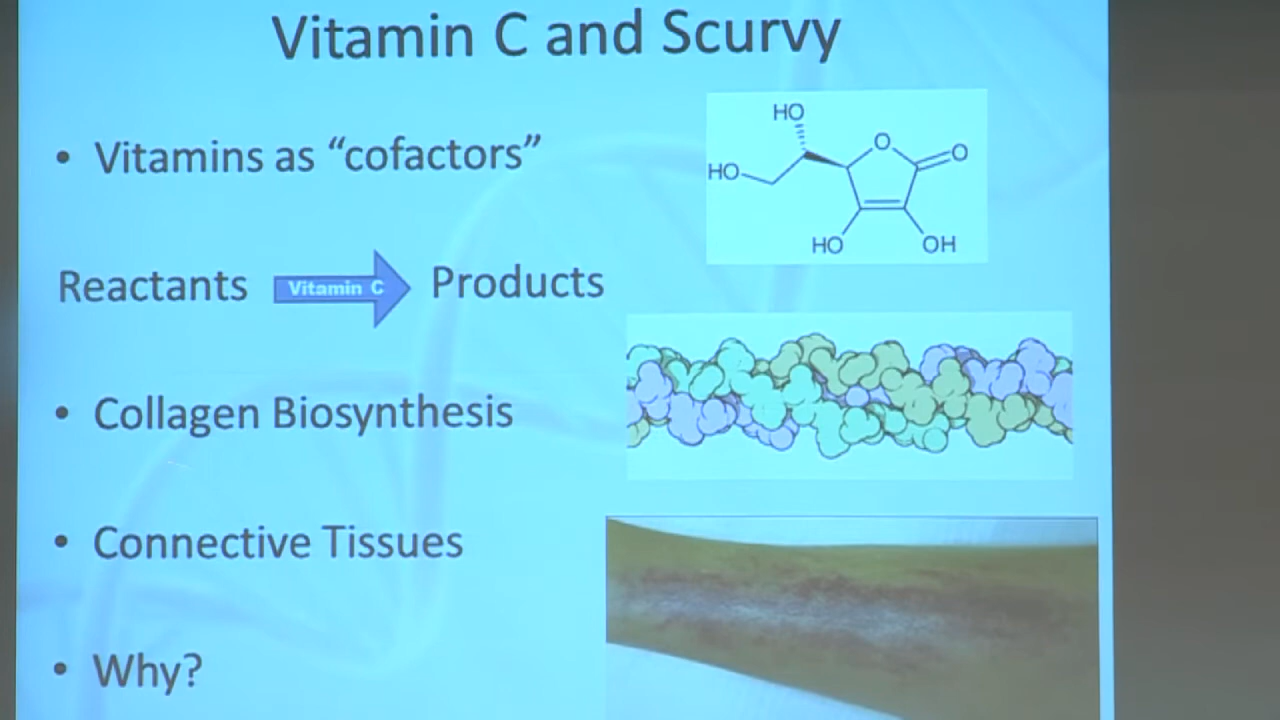 Vitamin C and Scurvy
• Vitamins as “cofactors”
Reactants Vitamin C Products
• Collagen Biosynthesis
• Connective Tissues
• Why?
HO
O
O
HO
HO
OH